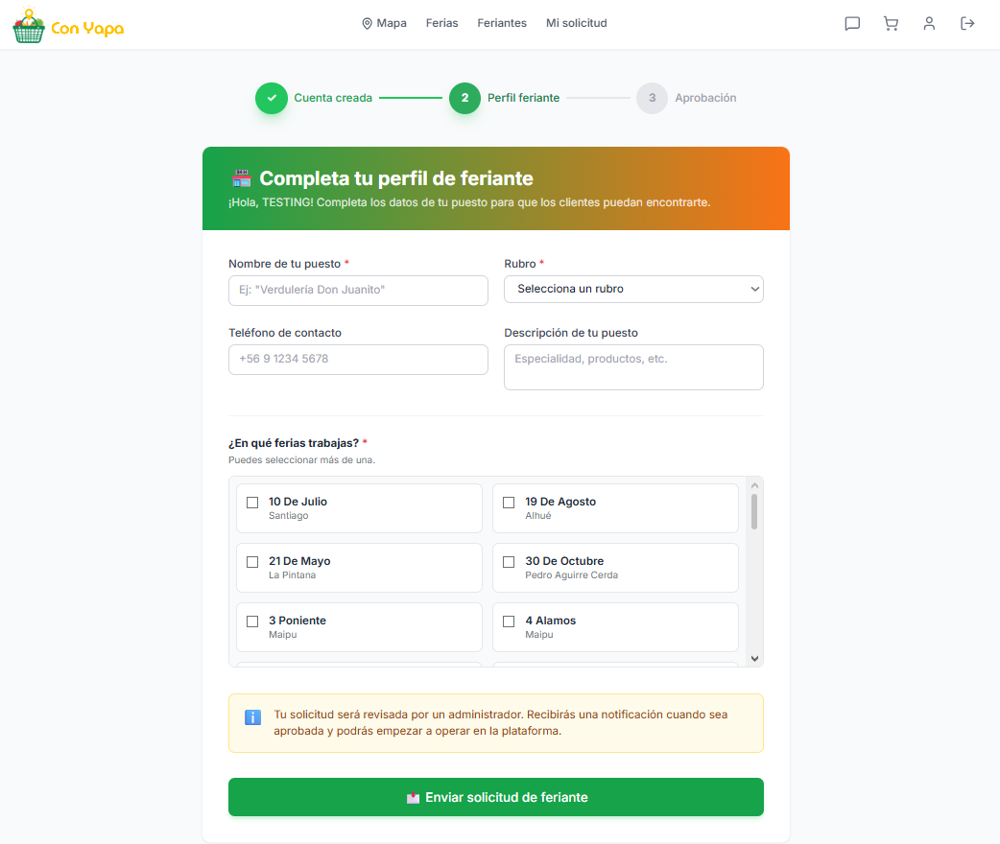 Con Yapa
Mapa
Ferias
Feriantes
Mi solicitud
Cuenta creada
2
Perfil feriante
3
Aprobación
Completa tu perfil de feriante
¡Hola, TESTING! Completa los datos de tu puesto para que los clientes puedan encontrarte.
Nombre de tu puesto *
Ej: "Verdulería Don Juanito"
Rubro *
Selecciona un rubro
Teléfono de contacto
+56 9 1234 5678
Descripción de tu puesto
Especialidad, productos, etc.
¿En qué ferias trabajas? *
Puedes seleccionar más de una.
10 De Julio
Santiago
19 De Agosto
Alhué
21 De Mayo
La Pintana
30 De Octubre
Pedro Aguirre Cerda
3 Poniente
Maipu
4 Alamos
Maipu
Tu solicitud será revisada por un administrador. Recibirás una notificación cuando sea
aprobada y podrás empezar a operar en la plataforma.
Enviar solicitud de feriante